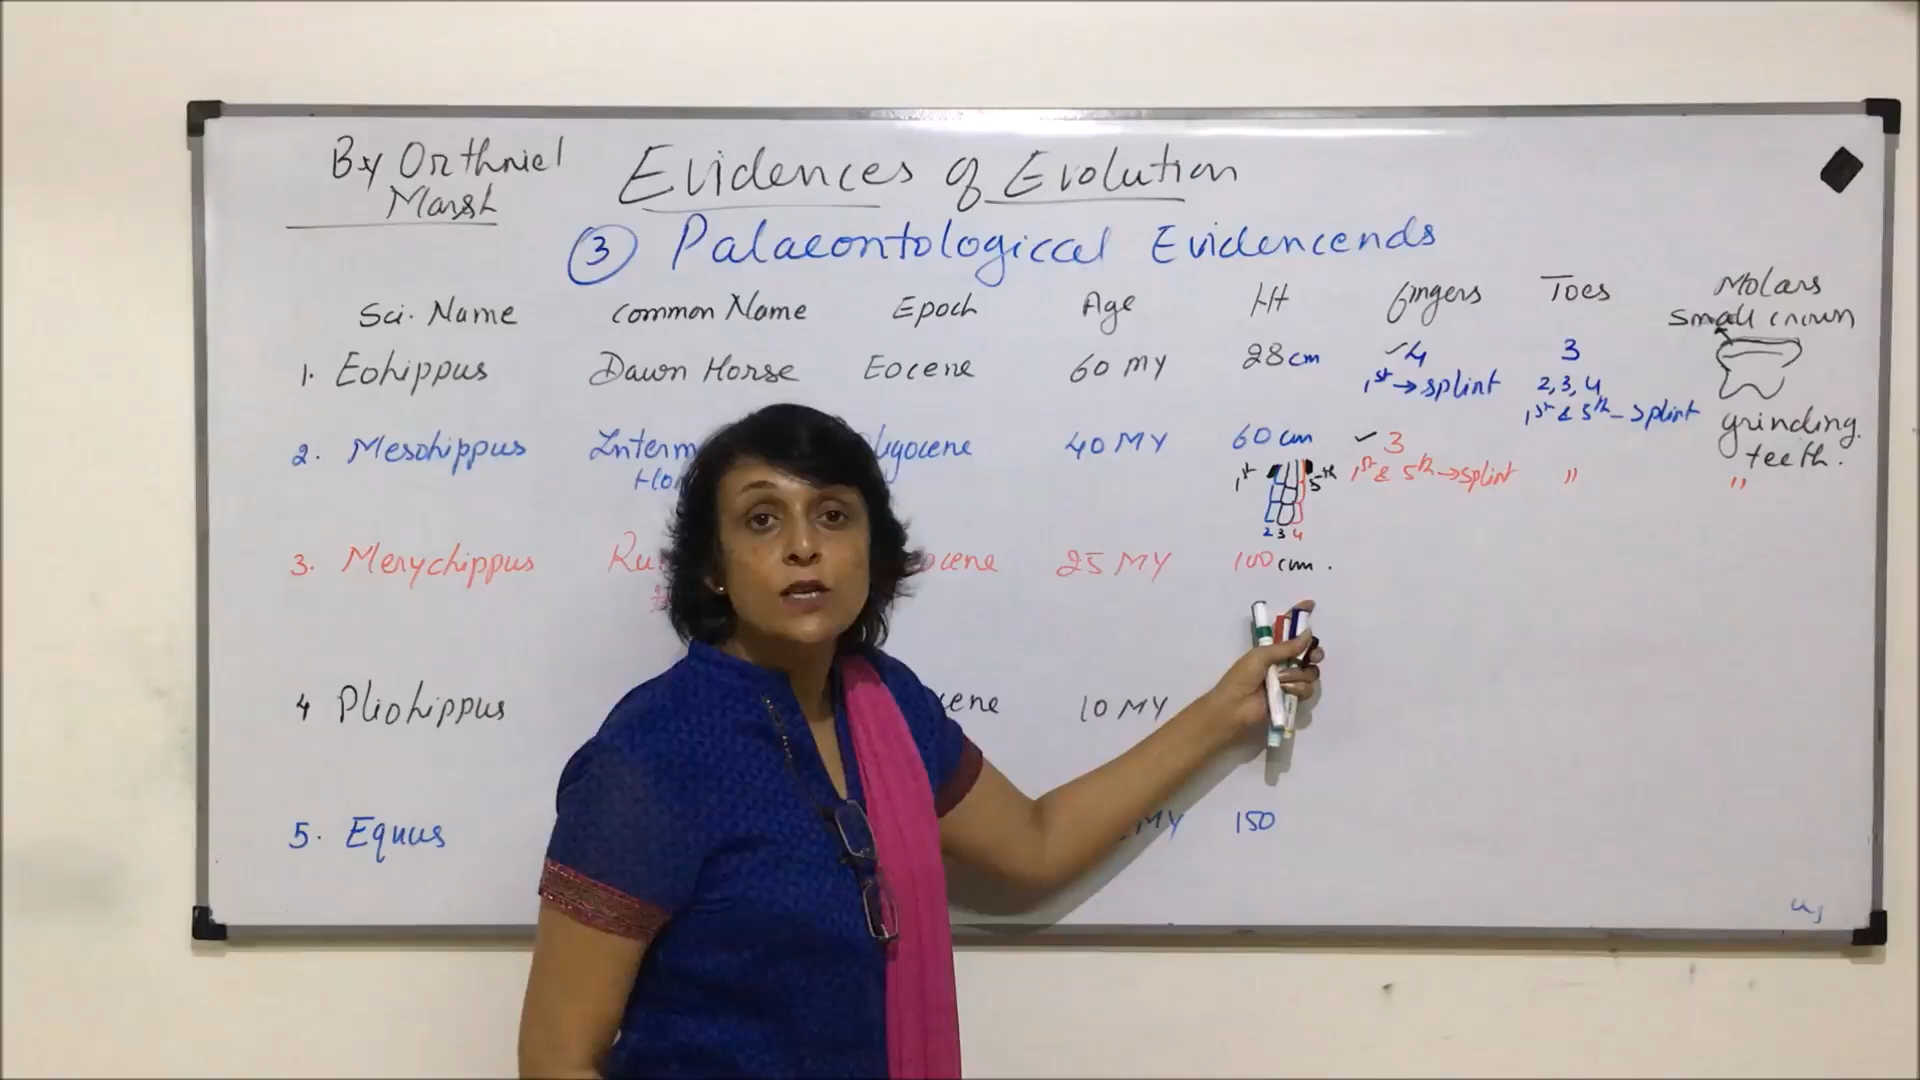 By Orthniel
Marsh
Evidences of Evolution
3 Palaeontological Evidencends
Sci. Name Common Name Epoch Age Ht fingers Toes Molars
small crown
1. Eohippus Dawn Horse Eocene 60 MY 28 cm ✓4 3
1st → splint 2, 3, 4
1st & 5th - splint
grinding
teeth.
2. Mesohippus 40 MY 60 cm ✓ 3
1st 5th 1st & 5th → splint " "
2 3 4
3. Merychippus 25 MY 100 cm.
4 Pliohippus 10 MY
5. Equus MY 150